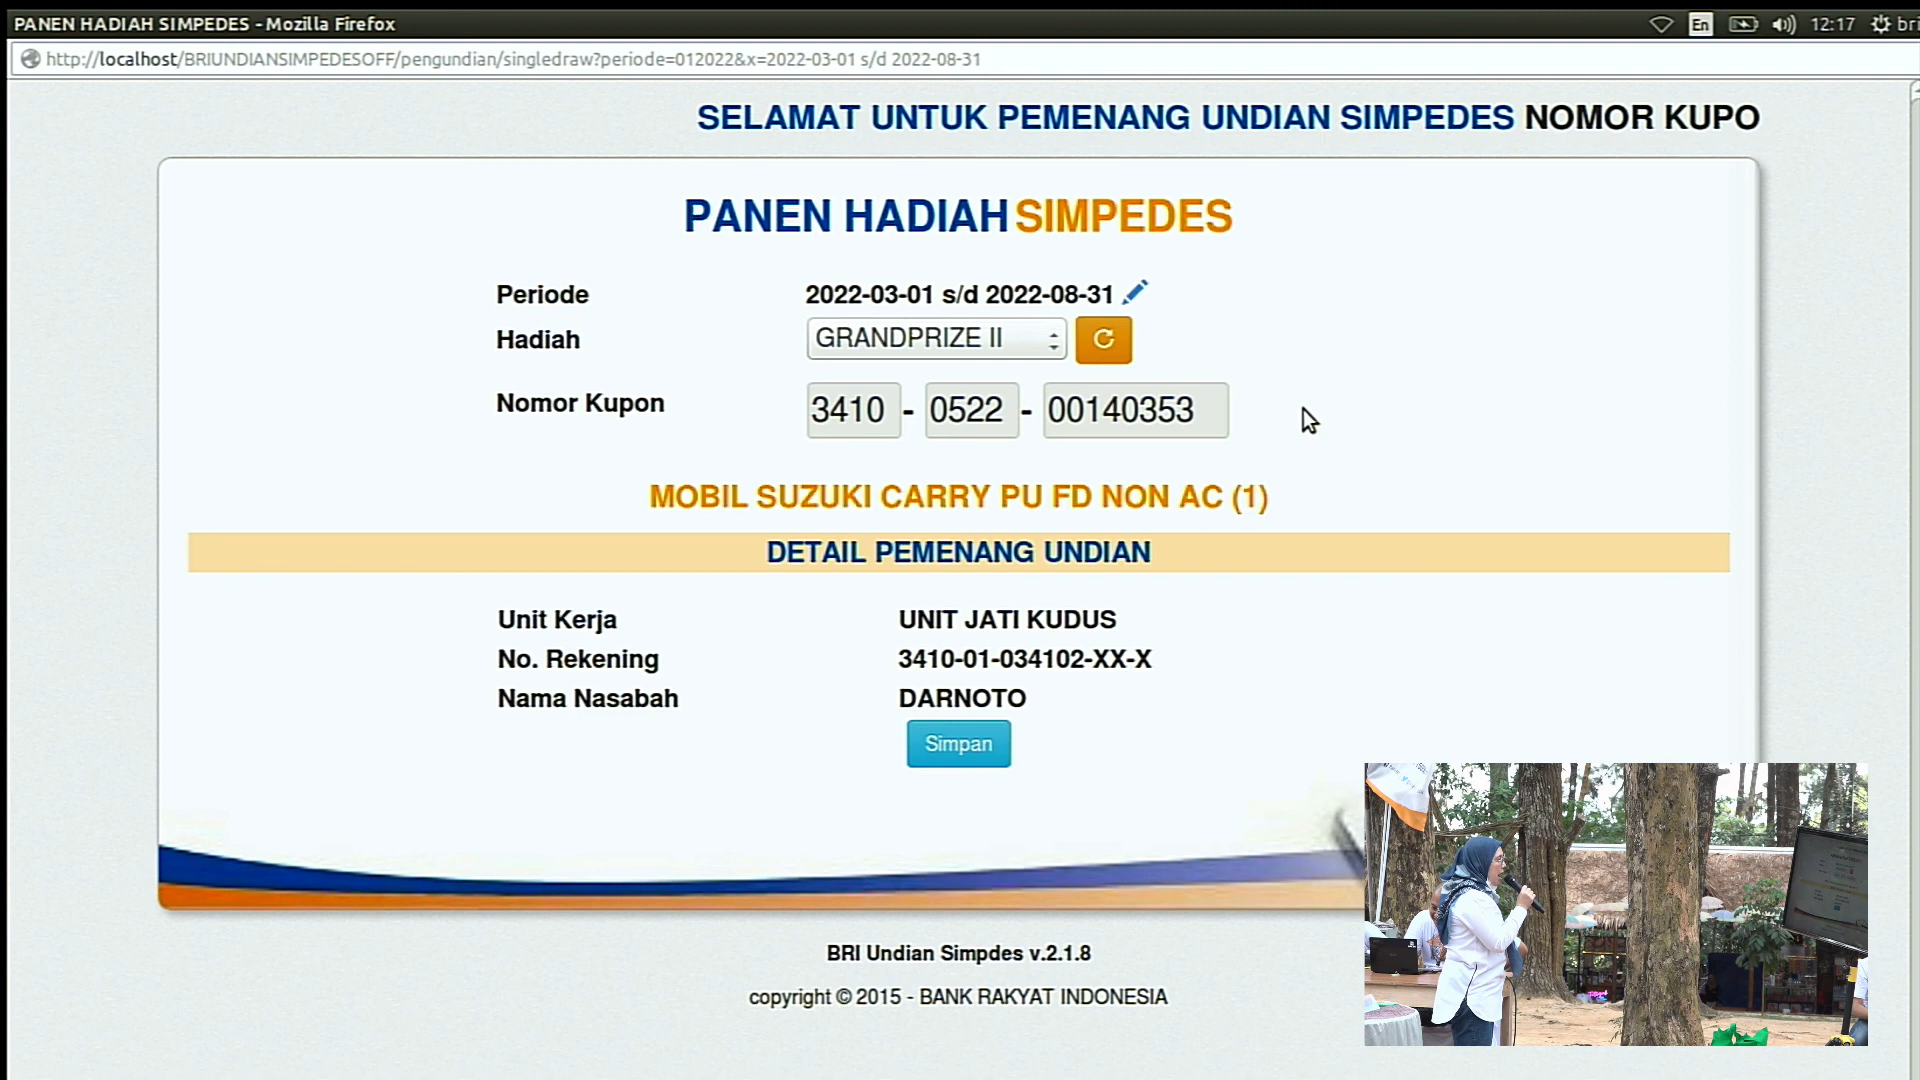 PANEN HADIAH SIMPEDES - Mozilla Firefox
En
12:17
bri
http://localhost/BRIUNDIANSIMPEDESOFF/pengundian/singledraw?periode=012022&x=2022-03-01 s/d 2022-08-31
SELAMAT UNTUK PEMENANG UNDIAN SIMPEDES NOMOR KUPO
PANEN HADIAH SIMPEDES
Periode 2022-03-01 s/d 2022-08-31
Hadiah GRANDPRIZE II
Nomor Kupon 3410 - 0522 - 00140353
MOBIL SUZUKI CARRY PU FD NON AC (1)
DETAIL PEMENANG UNDIAN
Unit Kerja UNIT JATI KUDUS
No. Rekening 3410-01-034102-XX-X
Nama Nasabah DARNOTO
Simpan
BRI Undian Simpdes v.2.1.8
copyright © 2015 - BANK RAKYAT INDONESIA